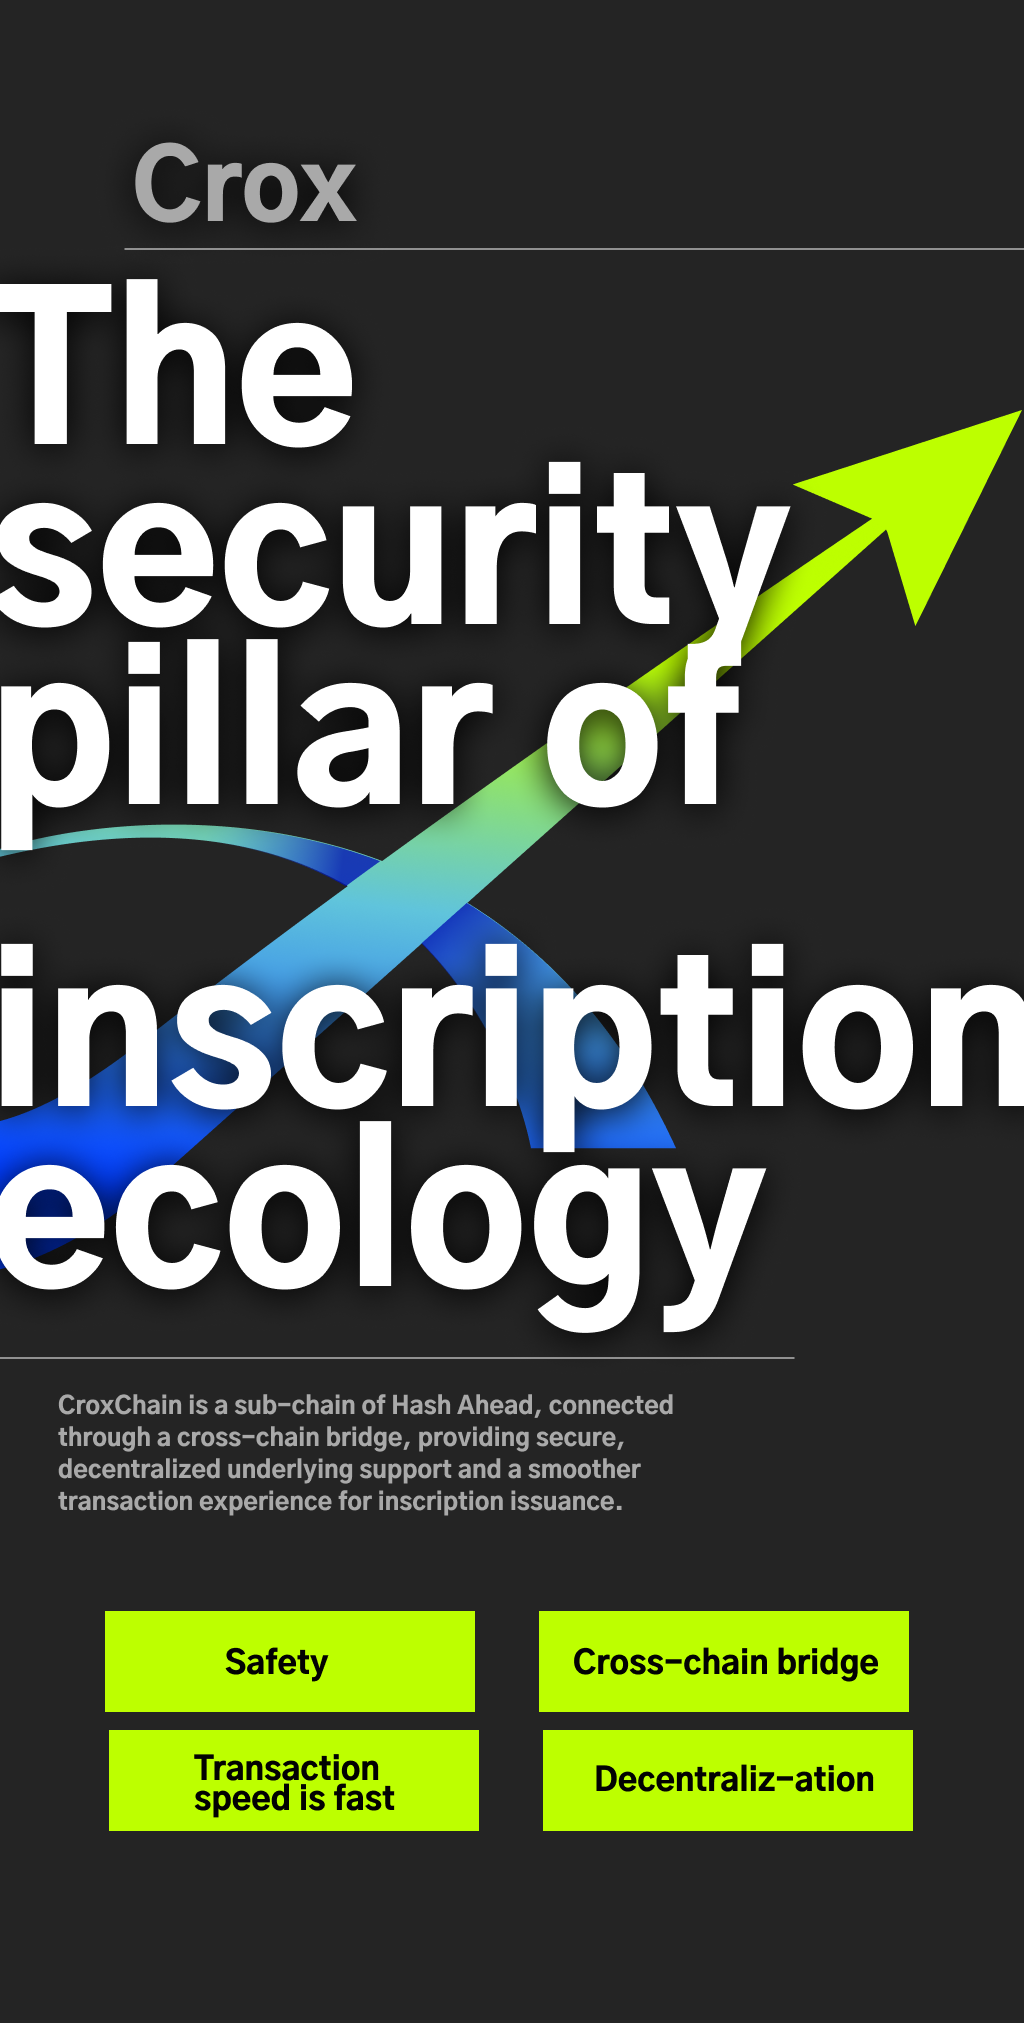 Crox
The
security
pillar of
inscription
ecology
CroxChain is a sub-chain of Hash Ahead, connected
through a cross-chain bridge, providing secure,
decentralized underlying support and a smoother
transaction experience for inscription issuance.
Safety
Cross-chain bridge
Transaction
speed is fast
Decentraliz-ation